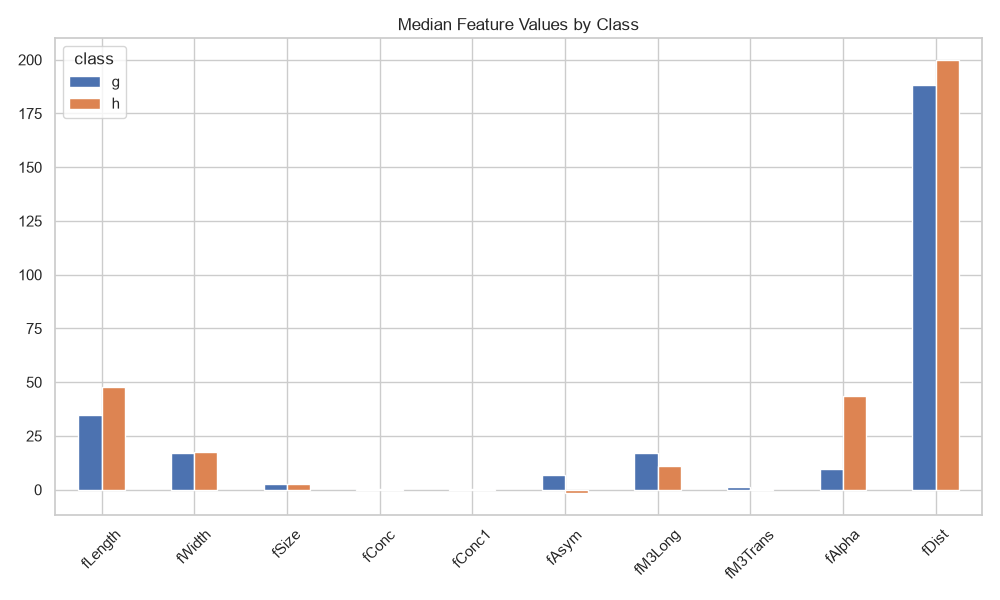 Median Feature Values by Class
class
g
h
200
175
150
125
100
75
50
25
0
fLength
fWidth
fSize
fConc
fConc1
fAsym
fM3Long
fM3Trans
fAlpha
fDist